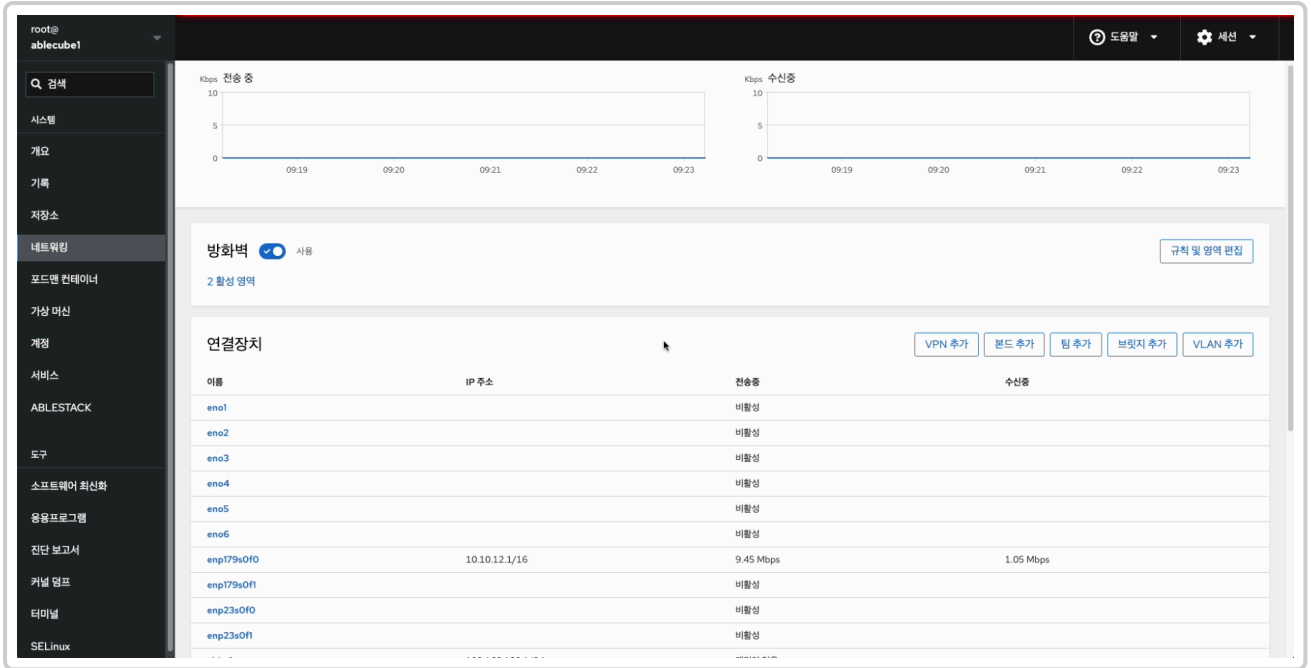 root@
ablecube1
도움말
세션
검색
시스템
개요
기록
저장소
네트워킹
포드맨 컨테이너
가상 머신
계정
서비스
ABLESTACK
도구
소프트웨어 최신화
응용프로그램
진단 보고서
커널 덤프
터미널
SELinux
Kbps 전송 중
10
5
0
09:19 09:20 09:21 09:22 09:23
Kbps 수신중
10
5
0
09:19 09:20 09:21 09:22 09:23
방화벽 사용
규칙 및 영역 편집
2 활성 영역
연결장치
VPN 추가 본드 추가 팀 추가 브릿지 추가 VLAN 추가
이름 IP 주소 전송중 수신중
eno1 비활성
eno2 비활성
eno3 비활성
eno4 비활성
eno5 비활성
eno6 비활성
enp179s0f0 10.10.12.1/16 9.45 Mbps 1.05 Mbps
enp179s0f1 비활성
enp23s0f0 비활성
enp23s0f1 비활성